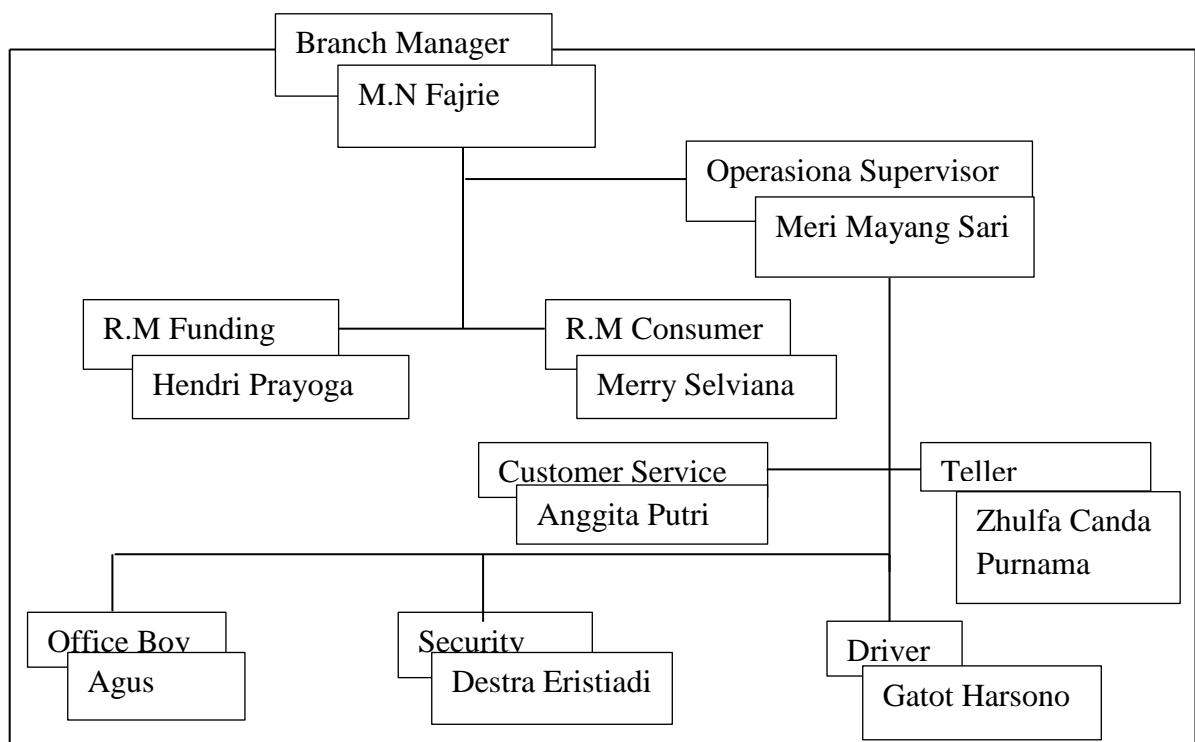 Branch Manager
M.N Fajrie
Operasiona Supervisor
Meri Mayang Sari
R.M Funding
Hendri Prayoga
R.M Consumer
Merry Selviana
Customer Service
Anggita Putri
Teller
Zhulfa Canda
Purnama
Office Boy
Agus
Security
Destra Eristiadi
Driver
Gatot Harsono